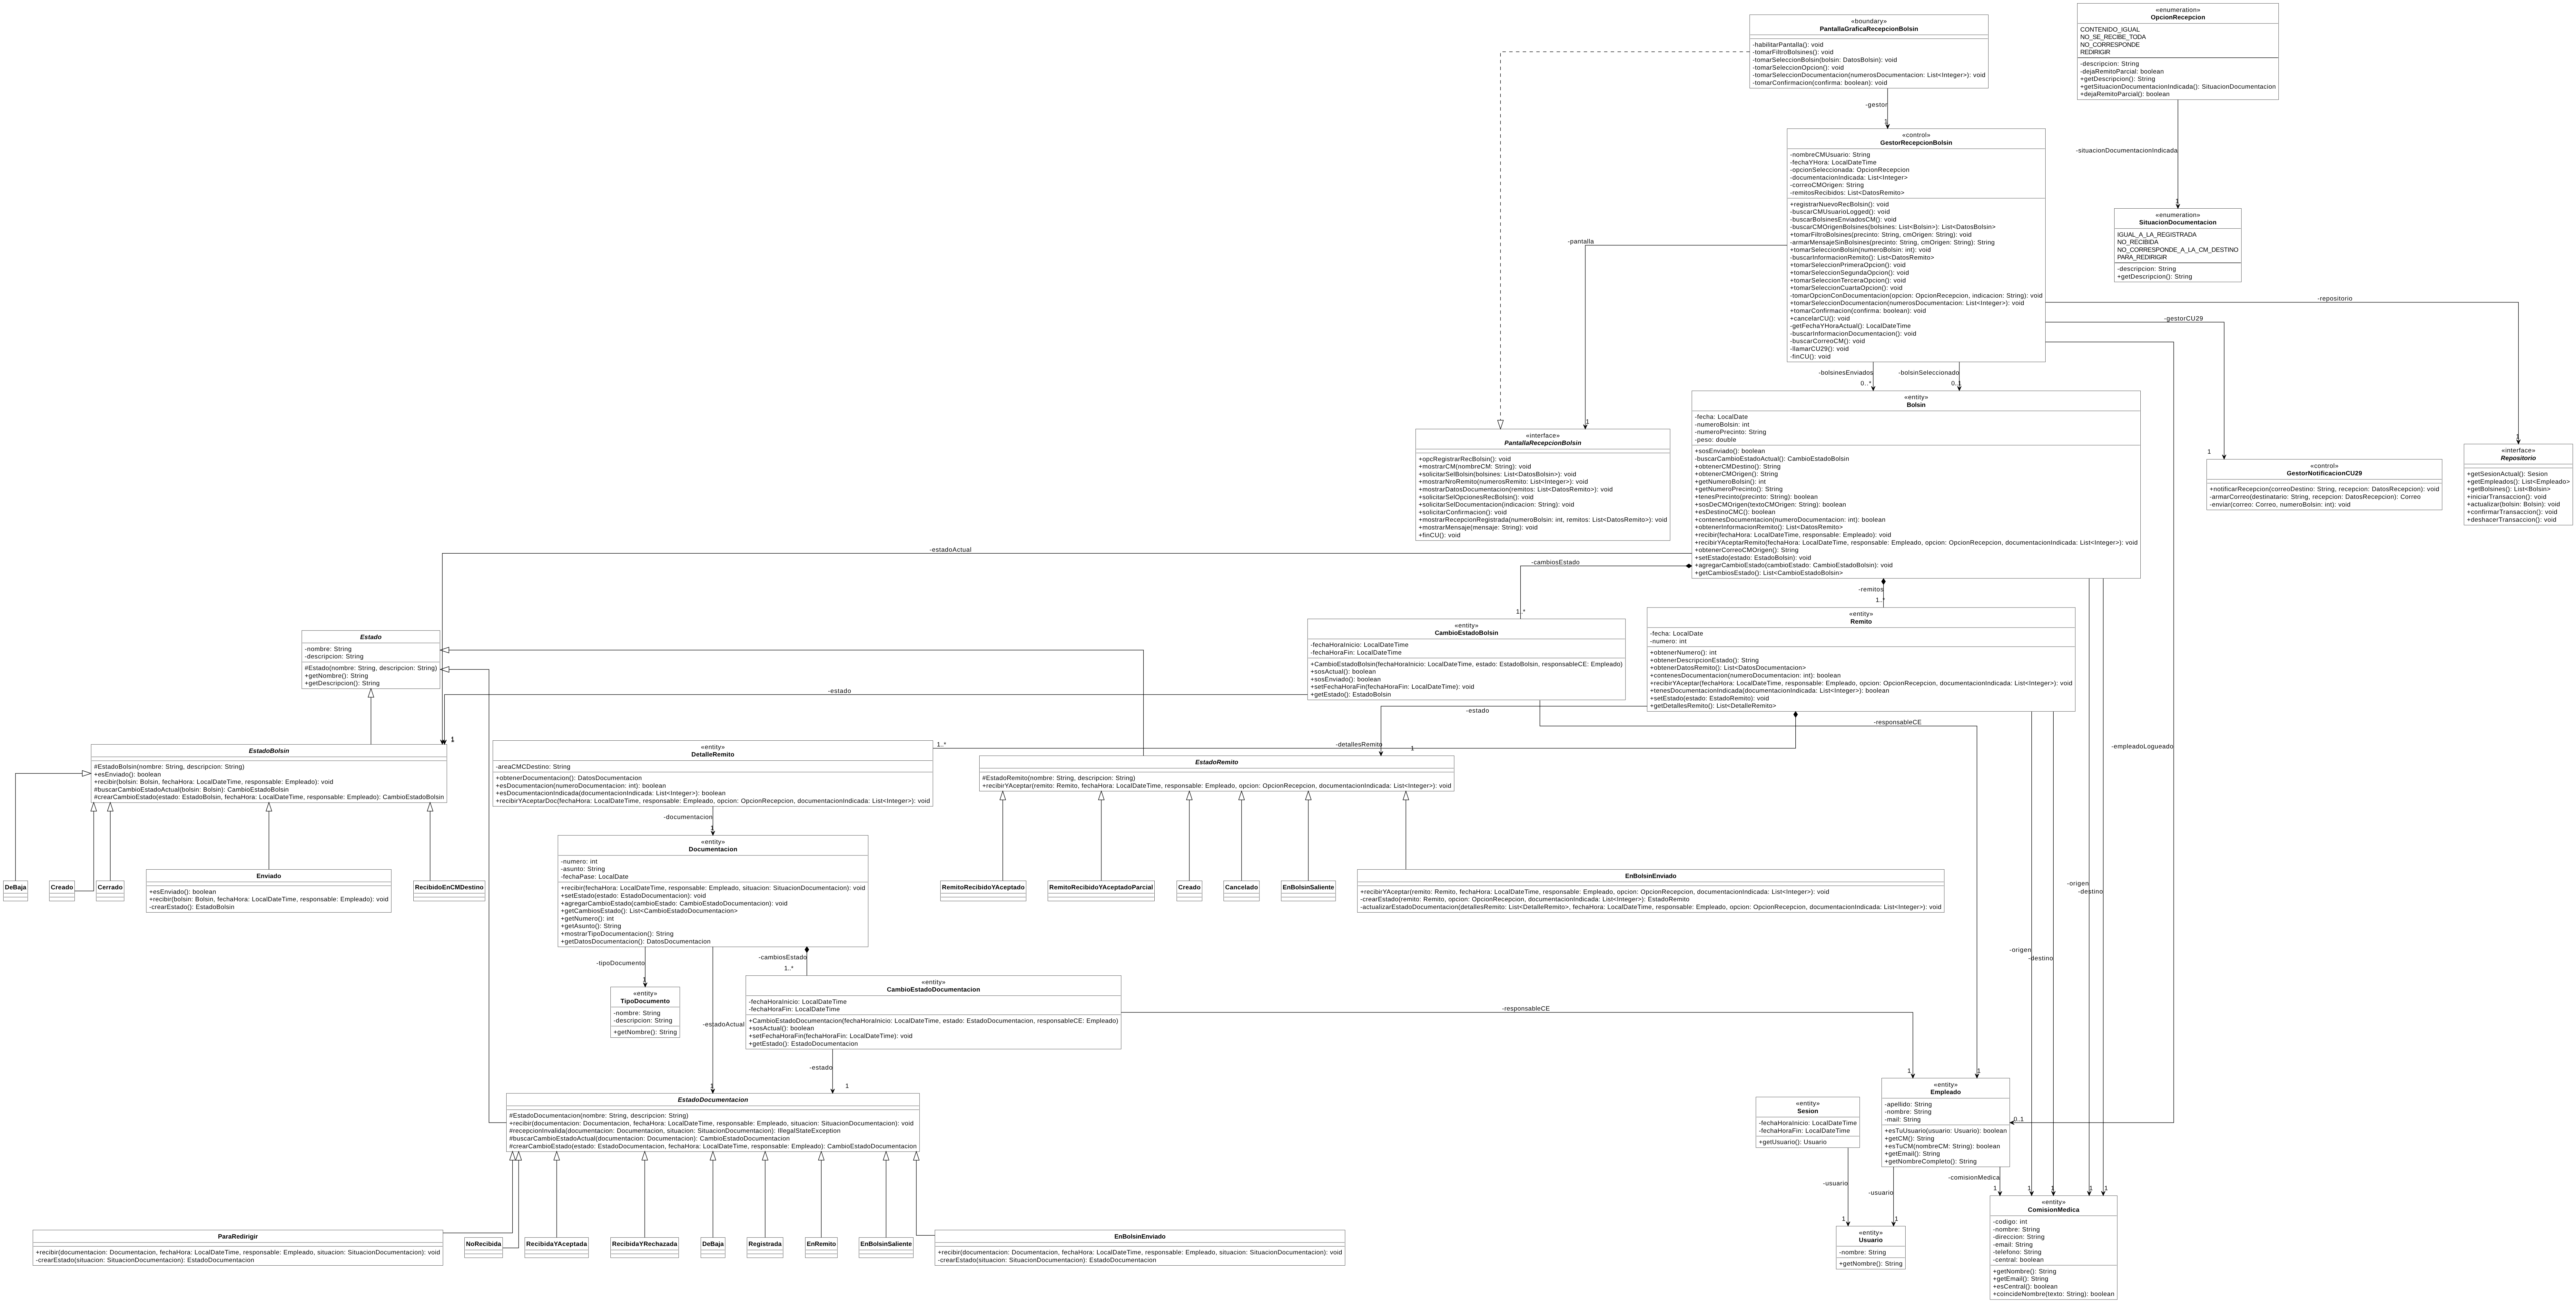 «boundary»
PantallaGraficaRecepcionBolsin
-habilitarPantalla(): void
-tomarFiltroBolsines(): void
-tomarSeleccionBolsin(bolsin: DatosBolsin): void
-tomarSeleccionOpcion(): void
-tomarSeleccionDocumentacion(numerosDocumentacion: List<Integer>): void
-tomarConfirmacion(confirma: boolean): void
«enumeration»
OpcionRecepcion
CONTENIDO_IGUAL
NO_SE_RECIBE_TODA
NO_CORRESPONDE
REDIRIGIR
-descripcion: String
-dejaRemitoParcial: boolean
+getDescripcion(): String
+getSituacionDocumentacionIndicada(): SituacionDocumentacion
+dejaRemitoParcial(): boolean
-gestor
1
«control»
GestorRecepcionBolsin
-nombreCMUsuario: String
-fechaYHora: LocalDateTime
-opcionSeleccionada: OpcionRecepcion
-documentacionIndicada: List<Integer>
-correoCMOrigen: String
-remitosRecibidos: List<DatosRemito>
+registrarNuevoRecBolsin(): void
-buscarCMUsuarioLogged(): void
-buscarBolsinesEnviadosCM(): void
-buscarCMOrigenBolsines(bolsines: List<Bolsin>): List<DatosBolsin>
+tomarFiltroBolsines(precinto: String, cmOrigen: String): void
-armarMensajeSinBolsines(precinto: String, cmOrigen: String): String
+tomarSeleccionBolsin(numeroBolsin: int): void
-buscarInformacionRemito(): List<DatosRemito>
+tomarSeleccionPrimeraOpcion(): void
+tomarSeleccionSegundaOpcion(): void
+tomarSeleccionTerceraOpcion(): void
+tomarSeleccionCuartaOpcion(): void
-tomarOpcionConDocumentacion(opcion: OpcionRecepcion, indicacion: String): void
+tomarSeleccionDocumentacion(numerosDocumentacion: List<Integer>): void
+tomarConfirmacion(confirma: boolean): void
+cancelarCU(): void
-getFechaYHoraActual(): LocalDateTime
-buscarInformacionDocumentacion(): void
-buscarCorreoCM(): void
-llamarCU29(): void
-finCU(): void
-situacionDocumentacionIndicada
1
«enumeration»
SituacionDocumentacion
IGUAL_A_LA_REGISTRADA
NO_RECIBIDA
NO_CORRESPONDE_A_LA_CM_DESTINO
PARA_REDIRIGIR
-descripcion: String
+getDescripcion(): String
-pantalla
1
-repositorio
1
-gestorCU29
1
-bolsinesEnviados
0..*
-bolsinSeleccionado
0..1
«entity»
Bolsin
-fecha: LocalDate
-numeroBolsin: int
-numeroPrecinto: String
-peso: double
+sosEnviado(): boolean
-buscarCambioEstadoActual(): CambioEstadoBolsin
+obtenerCMDestino(): String
+obtenerCMOrigen(): String
+getNumeroBolsin(): int
+getNumeroPrecinto(): String
+tenesPrecinto(precinto: String): boolean
+sosDeCMOrigen(textoCMOrigen: String): boolean
+esDestinoCMC(): boolean
+contenesDocumentacion(numeroDocumentacion: int): boolean
+obtenerInformacionRemito(): List<DatosRemito>
+recibir(fechaHora: LocalDateTime, responsable: Empleado): void
+recibirYAceptarRemito(fechaHora: LocalDateTime, responsable: Empleado, opcion: OpcionRecepcion, documentacionIndicada: List<Integer>): void
+obtenerCorreoCMOrigen(): String
+setEstado(estado: EstadoBolsin): void
+agregarCambioEstado(cambioEstado: CambioEstadoBolsin): void
+getCambiosEstado(): List<CambioEstadoBolsin>
«interface»
PantallaRecepcionBolsin
+opcRegistrarRecBolsin(): void
+mostrarCM(nombreCM: String): void
+solicitarSelBolsin(bolsines: List<DatosBolsin>): void
+mostrarNroRemito(numerosRemito: List<Integer>): void
+mostrarDatosDocumentacion(remitos: List<DatosRemito>): void
+solicitarSelOpcionesRecBolsin(): void
+solicitarSelDocumentacion(indicacion: String): void
+solicitarConfirmacion(): void
+mostrarRecepcionRegistrada(numeroBolsin: int, remitos: List<DatosRemito>): void
+mostrarMensaje(mensaje: String): void
+finCU(): void
«control»
GestorNotificacionCU29
+notificarRecepcion(correoDestino: String, recepcion: DatosRecepcion): void
-armarCorreo(destinatario: String, recepcion: DatosRecepcion): Correo
-enviar(correo: Correo, numeroBolsin: int): void
«interface»
Repositorio
+getSesionActual(): Sesion
+getEmpleados(): List<Empleado>
+getBolsines(): List<Bolsin>
+iniciarTransaccion(): void
+actualizar(bolsin: Bolsin): void
+confirmarTransaccion(): void
+deshacerTransaccion(): void
-estadoActual
-cambiosEstado
1..*
-remitos
1..*
«entity»
CambioEstadoBolsin
-fechaHoraInicio: LocalDateTime
-fechaHoraFin: LocalDateTime
+CambioEstadoBolsin(fechaHoraInicio: LocalDateTime, estado: EstadoBolsin, responsableCE: Empleado)
+sosActual(): boolean
+sosEnviado(): boolean
+setFechaHoraFin(fechaHoraFin: LocalDateTime): void
+getEstado(): EstadoBolsin
«entity»
Remito
-fecha: LocalDate
-numero: int
+obtenerNumero(): int
+obtenerDescripcionEstado(): String
+obtenerDatosRemito(): List<DatosDocumentacion>
+contenesDocumentacion(numeroDocumentacion: int): boolean
+recibirYAceptar(fechaHora: LocalDateTime, responsable: Empleado, opcion: OpcionRecepcion, documentacionIndicada: List<Integer>): void
+tenesDocumentacionIndicada(documentacionIndicada: List<Integer>): boolean
+setEstado(estado: EstadoRemito): void
+getDetallesRemito(): List<DetalleRemito>
Estado
-nombre: String
-descripcion: String
#Estado(nombre: String, descripcion: String)
+getNombre(): String
+getDescripcion(): String
-estado
1
-estado
1
-responsableCE
-empleadoLogueado
-detallesRemito
1..*
EstadoBolsin
#EstadoBolsin(nombre: String, descripcion: String)
+esEnviado(): boolean
+recibir(bolsin: Bolsin, fechaHora: LocalDateTime, responsable: Empleado): void
#buscarCambioEstadoActual(bolsin: Bolsin): CambioEstadoBolsin
#crearCambioEstado(estado: EstadoBolsin, fechaHora: LocalDateTime, responsable: Empleado): CambioEstadoBolsin
«entity»
DetalleRemito
-areaCMCDestino: String
+obtenerDocumentacion(): DatosDocumentacion
+esDocumentacion(numeroDocumentacion: int): boolean
+esDocumentacionIndicada(documentacionIndicada: List<Integer>): boolean
+recibirYAceptarDoc(fechaHora: LocalDateTime, responsable: Empleado, opcion: OpcionRecepcion, documentacionIndicada: List<Integer>): void
EstadoRemito
#EstadoRemito(nombre: String, descripcion: String)
+recibirYAceptar(remito: Remito, fechaHora: LocalDateTime, responsable: Empleado, opcion: OpcionRecepcion, documentacionIndicada: List<Integer>): void
-documentacion
1
DeBaja
Creado
Cerrado
Enviado
+esEnviado(): boolean
+recibir(bolsin: Bolsin, fechaHora: LocalDateTime, responsable: Empleado): void
-crearEstado(): EstadoBolsin
RecibidoEnCMDestino
«entity»
Documentacion
-numero: int
-asunto: String
-fechaPase: LocalDate
+recibir(fechaHora: LocalDateTime, responsable: Empleado, situacion: SituacionDocumentacion): void
+setEstado(estado: EstadoDocumentacion): void
+agregarCambioEstado(cambioEstado: CambioEstadoDocumentacion): void
+getCambiosEstado(): List<CambioEstadoDocumentacion>
+getNumero(): int
+getAsunto(): String
+mostrarTipoDocumentacion(): String
+getDatosDocumentacion(): DatosDocumentacion
RemitoRecibidoYAceptado
RemitoRecibidoYAceptadoParcial
Creado
Cancelado
EnBolsinSaliente
EnBolsinEnviado
+recibirYAceptar(remito: Remito, fechaHora: LocalDateTime, responsable: Empleado, opcion: OpcionRecepcion, documentacionIndicada: List<Integer>): void
-crearEstado(remito: Remito, opcion: OpcionRecepcion, documentacionIndicada: List<Integer>): EstadoRemito
-actualizarEstadoDocumentacion(detallesRemito: List<DetalleRemito>, fechaHora: LocalDateTime, responsable: Empleado, opcion: OpcionRecepcion, documentacionIndicada: List<Integer>): void
-origen
-destino
-origen
-destino
-tipoDocumento
1
-cambiosEstado
1..*
«entity»
TipoDocumento
-nombre: String
-descripcion: String
+getNombre(): String
-estadoActual
1
«entity»
CambioEstadoDocumentacion
-fechaHoraInicio: LocalDateTime
-fechaHoraFin: LocalDateTime
+CambioEstadoDocumentacion(fechaHoraInicio: LocalDateTime, estado: EstadoDocumentacion, responsableCE: Empleado)
+sosActual(): boolean
+setFechaHoraFin(fechaHoraFin: LocalDateTime): void
+getEstado(): EstadoDocumentacion
-responsableCE
1
1
-estado
1
EstadoDocumentacion
#EstadoDocumentacion(nombre: String, descripcion: String)
+recibir(documentacion: Documentacion, fechaHora: LocalDateTime, responsable: Empleado, situacion: SituacionDocumentacion): void
#recepcionInvalida(documentacion: Documentacion, situacion: SituacionDocumentacion): IllegalStateException
#buscarCambioEstadoActual(documentacion: Documentacion): CambioEstadoDocumentacion
#crearCambioEstado(estado: EstadoDocumentacion, fechaHora: LocalDateTime, responsable: Empleado): CambioEstadoDocumentacion
«entity»
Sesion
-fechaHoraInicio: LocalDateTime
-fechaHoraFin: LocalDateTime
+getUsuario(): Usuario
«entity»
Empleado
-apellido: String
-nombre: String
-mail: String
+esTuUsuario(usuario: Usuario): boolean
+getCM(): String
+esTuCM(nombreCM: String): boolean
+getEmail(): String
+getNombreCompleto(): String
0..1
-usuario
1
-usuario
1
-comisionMedica
1
1
1
1
1
ParaRedirigir
+recibir(documentacion: Documentacion, fechaHora: LocalDateTime, responsable: Empleado, situacion: SituacionDocumentacion): void
-crearEstado(situacion: SituacionDocumentacion): EstadoDocumentacion
NoRecibida
RecibidaYAceptada
RecibidaYRechazada
DeBaja
Registrada
EnRemito
EnBolsinSaliente
EnBolsinEnviado
+recibir(documentacion: Documentacion, fechaHora: LocalDateTime, responsable: Empleado, situacion: SituacionDocumentacion): void
-crearEstado(situacion: SituacionDocumentacion): EstadoDocumentacion
«entity»
Usuario
-nombre: String
+getNombre(): String
«entity»
ComisionMedica
-codigo: int
-nombre: String
-direccion: String
-email: String
-telefono: String
-central: boolean
+getNombre(): String
+getEmail(): String
+esCentral(): boolean
+coincideNombre(texto: String): boolean